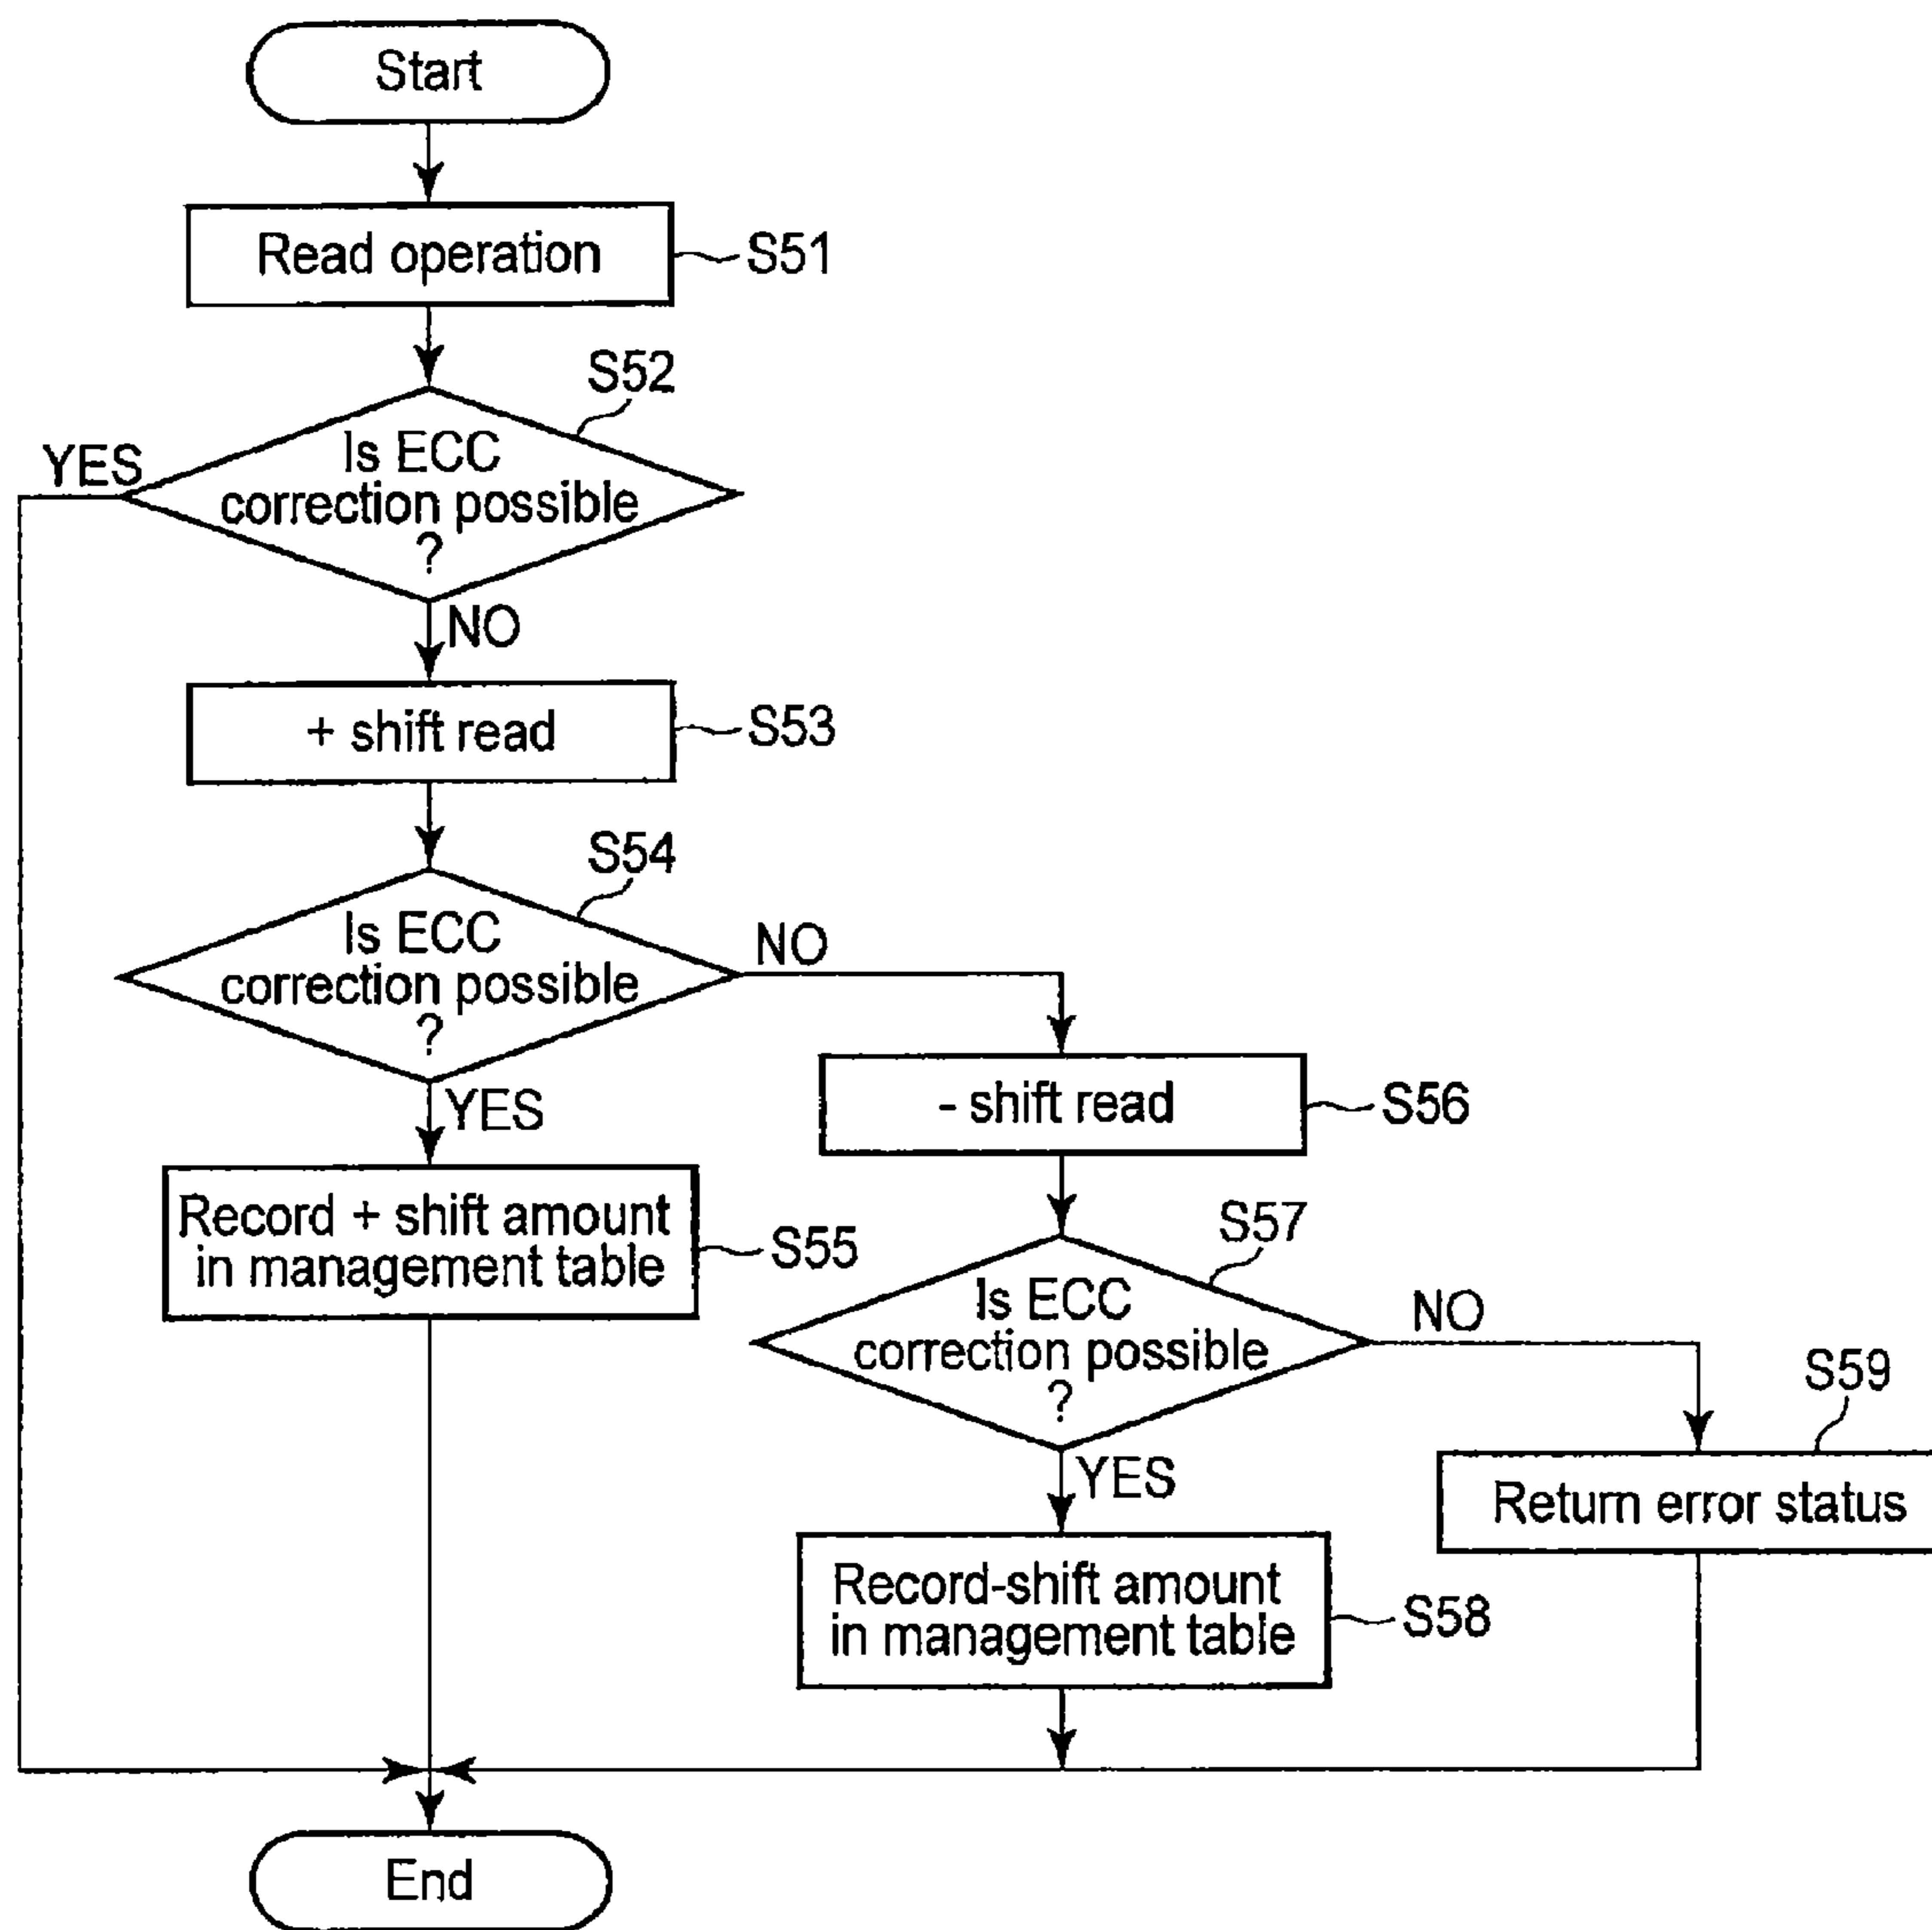 Start
Read operation
S51
S52
Is ECC
correction possible
?
YES
NO
+ shift read
S53
S54
Is ECC
correction possible
?
NO
YES
Record + shift amount
in management table
S55
- shift read
S56
S57
Is ECC
correction possible
?
NO
YES
S59
Return error status
Record-shift amount
in management table
S58
End